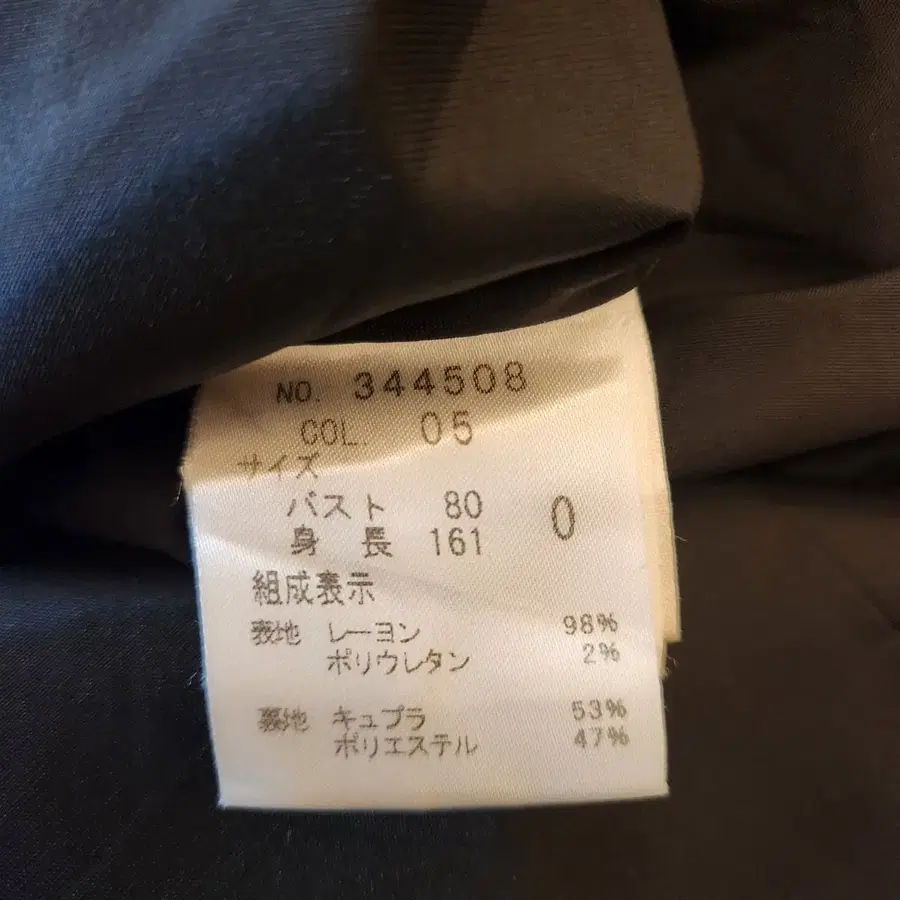 NO. 344508
COL. 05
サイズ
バスト 80 0
身長 161
組成表示
表地 レーヨン 98%
ポリウレタン 2%
裏地 キュプラ 53%
ポリエステル 47%